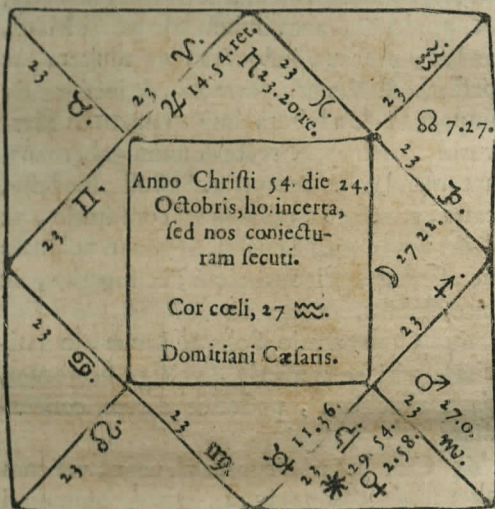 23 ♉.
23 ♈.
♃ 14.54.ret.
♄ 23.20.re.
23 ♓.
23 ♒.
☊ 7.27.
23 ♑.
☽ 27 22.
23 ♐.
♂ 27.0.
23 ♏.
♀ 2.58.
☀ 29.54.
23 ♎.
☿ 11.36.
23 ♍.
23 ♌.
23 ♋.
23 ♊.
Anno Chriſti 54. die 24.
Octobris, ho. incerta,
ſed nos coniectu-
ram ſecuti.
Cor cœli, 27 ♒.
Domitiani Cæſaris.